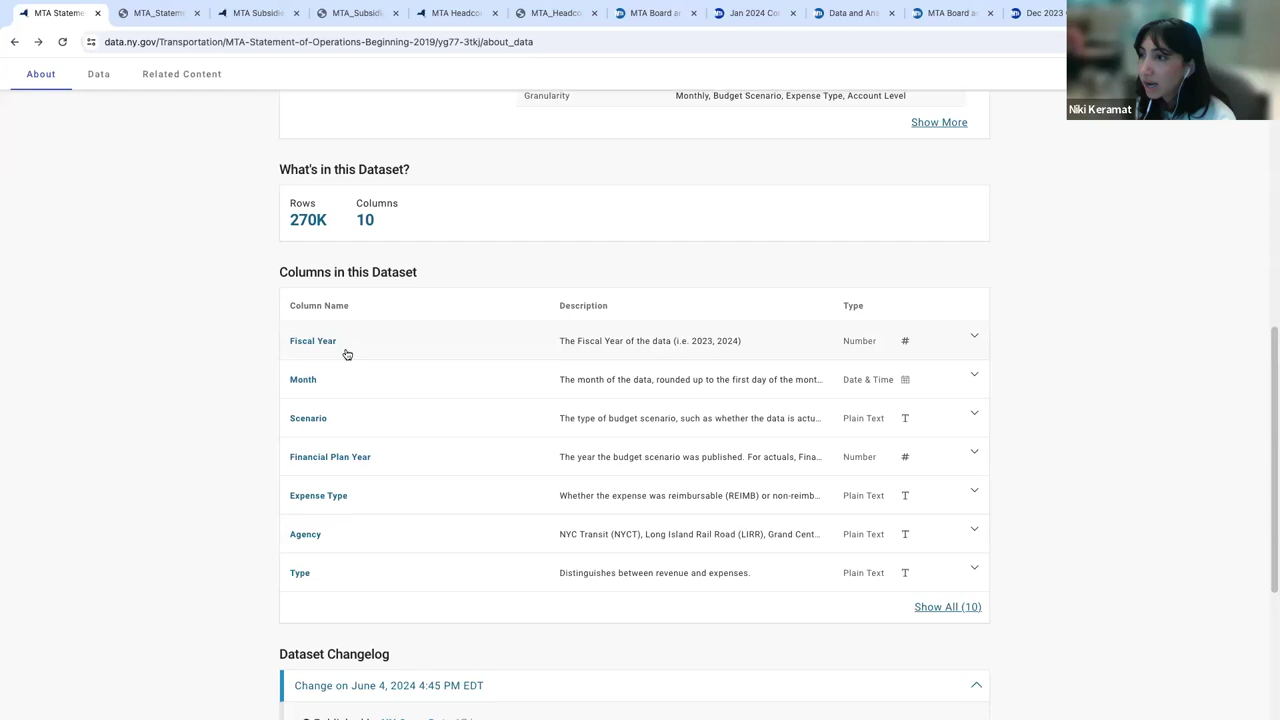 MTA Stateme
MTA_Stateme
MTA Subsidie
MTA_Subsidi
MTA Headcou
MTA_Headco
MTA Board an
Jan 2024 Co
Data and An
MTA Board an
Dec 2023
data.ny.gov/Transportation/MTA-Statement-of-Operations-Beginning-2019/yg77-3tkj/about_data
About Data Related Content
Niki Keramat
Granularity Monthly, Budget Scenario, Expense Type, Account Level
Show More
What's in this Dataset?
Rows Columns
270K 10
Columns in this Dataset
Column Name Description Type
Fiscal Year The Fiscal Year of the data (i.e. 2023, 2024) Number #
Month The month of the data, rounded up to the first day of the mont... Date & Time
Scenario The type of budget scenario, such as whether the data is actu... Plain Text T
Financial Plan Year The year the budget scenario was published. For actuals, Fina... Number #
Expense Type Whether the expense was reimbursable (REIMB) or non-reimb... Plain Text T
Agency NYC Transit (NYCT), Long Island Rail Road (LIRR), Grand Cent... Plain Text T
Type Distinguishes between revenue and expenses. Plain Text T
Show All (10)
Dataset Changelog
Change on June 4, 2024 4:45 PM EDT